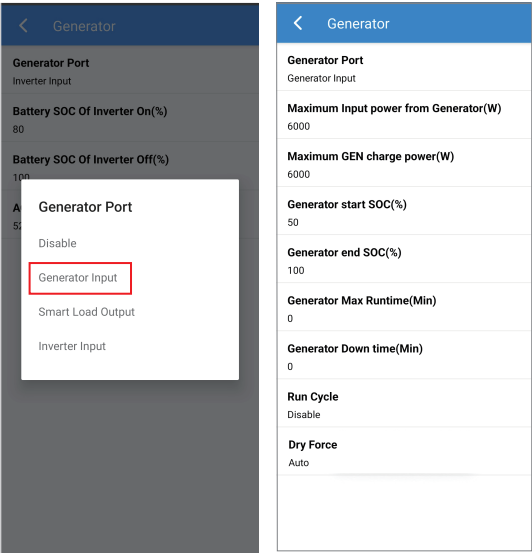 Generator
Generator Port
Inverter Input
Battery SOC Of Inverter On(%)
80
Battery SOC Of Inverter Off(%)
100
A
52
Generator Port
Disable
Generator Input
Smart Load Output
Inverter Input
Generator
Generator Port
Generator Input
Maximum Input power from Generator(W)
6000
Maximum GEN charge power(W)
6000
Generator start SOC(%)
50
Generator end SOC(%)
100
Generator Max Runtime(Min)
0
Generator Down time(Min)
0
Run Cycle
Disable
Dry Force
Auto